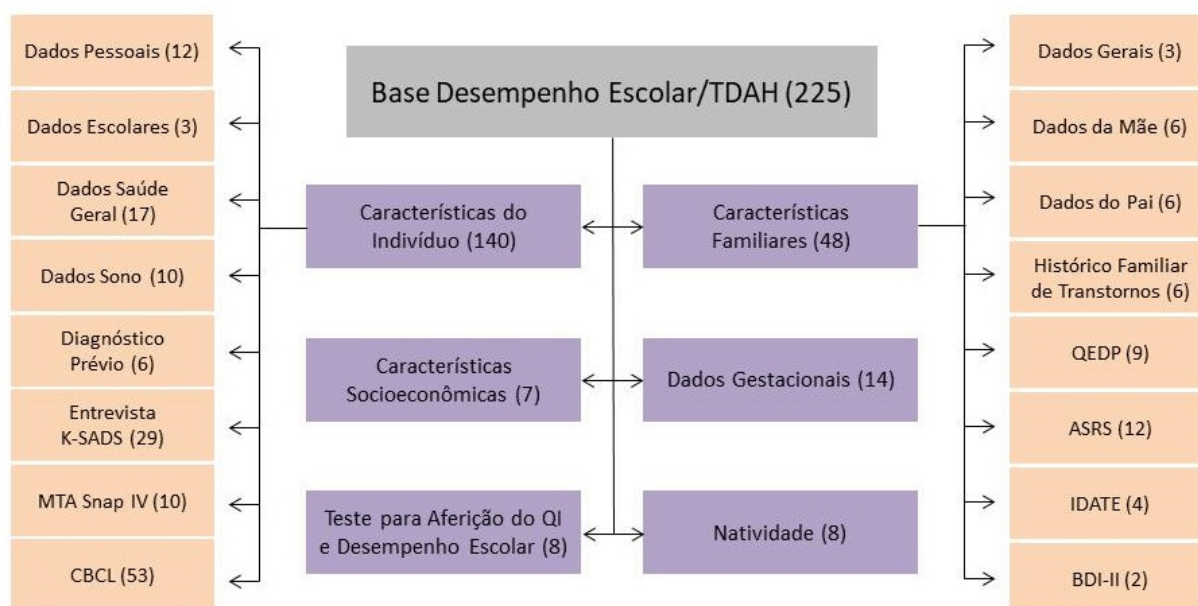 Base Desempenho Escolar/TDAH (225)
Dados Pessoais (12)
Dados Escolares (3)
Dados Saúde
Geral (17)
Dados Sono (10)
Diagnóstico
Prévio (6)
Entrevista
K-SADS (29)
MTA Snap IV (10)
CBCL (53)
Características do
Indivíduo (140)
Características
Familiares (48)
Características
Socioeconômicas (7)
Dados Gestacionais (14)
Teste para Aferição do QI
e Desempenho Escolar (8)
Natividade (8)
Dados Gerais (3)
Dados da Mãe (6)
Dados do Pai (6)
Histórico Familiar
de Transtornos (6)
QEDP (9)
ASRS (12)
IDATE (4)
BDI-II (2)